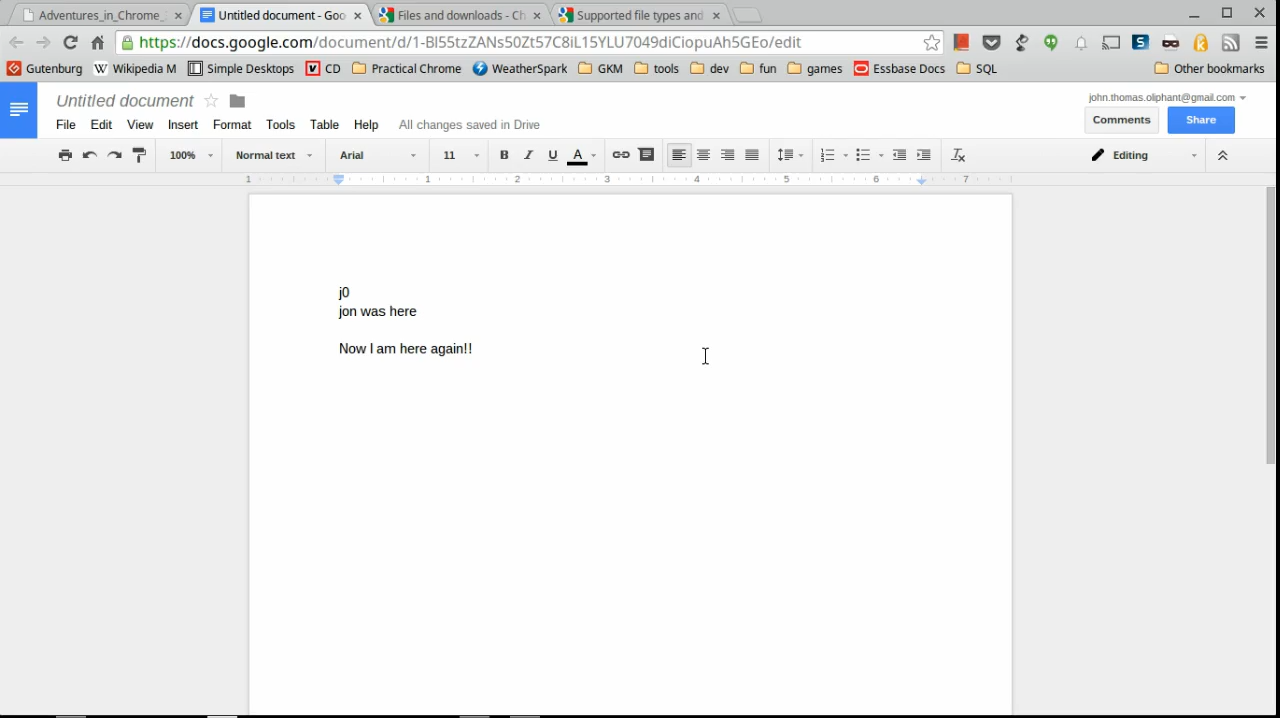 Adventures_in_Chrome_
Untitled document - Goo
Files and downloads - Ch
Supported file types and
https://docs.google.com/document/d/1-BI55tzZANs50Zt57C8iL15YLU7049diCiopuAh5GEo/edit
Gutenburg Wikipedia M Simple Desktops CD Practical Chrome WeatherSpark GKM tools dev fun games Essbase Docs SQL Other bookmarks
Untitled document john.thomas.oliphant@gmail.com
File Edit View Insert Format Tools Table Help All changes saved in Drive Comments Share
100% Normal text Arial 11 B I U A Editing
1 1 2 3 4 5 6 7
j0
jon was here
Now I am here again!!